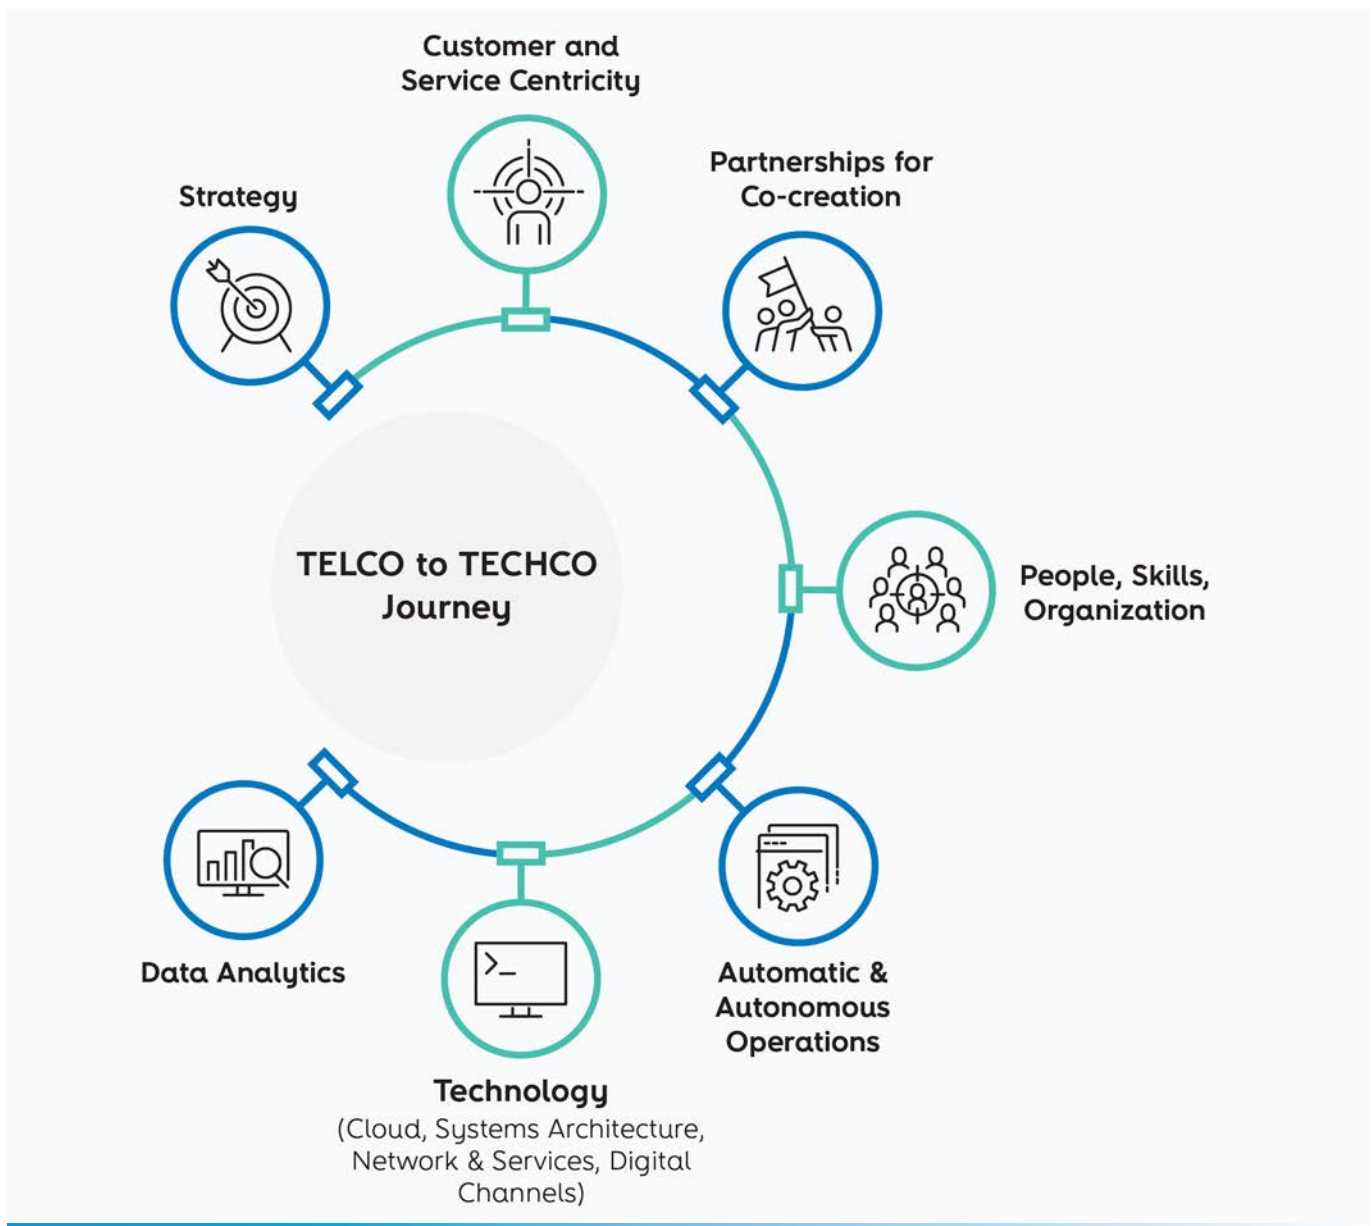 Customer and
Service Centricity
Partnerships for
Co-creation
Strategy
TELCO to TECHCO
Journey
People, Skills,
Organization
Data Analytics
Automatic &
Autonomous
Operations
Technology
(Cloud, Systems Architecture,
Network & Services, Digital
Channels)